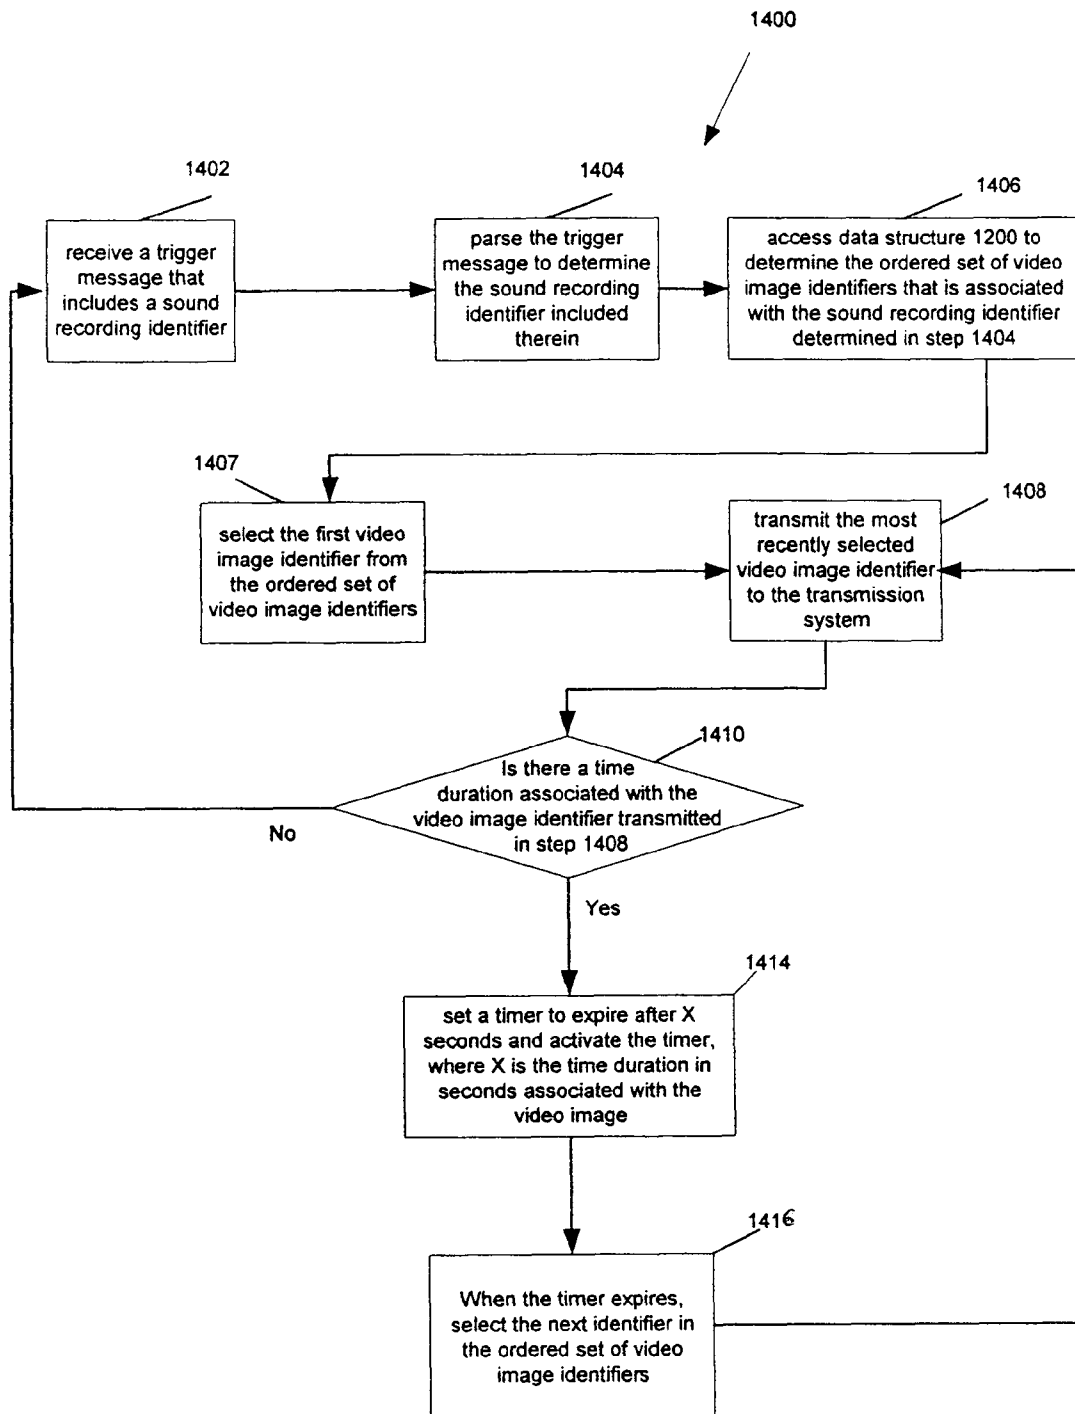 1400
1402
receive a trigger
message that
includes a sound
recording identifier
1404
parse the trigger
message to determine
the sound recording
identifier included
therein
1406
access data structure 1200 to
determine the ordered set of video
image identifiers that is associated
with the sound recording identifier
determined in step 1404
1407
select the first video
image identifier from
the ordered set of
video image identifiers
1408
transmit the most
recently selected
video image identifier
to the transmission
system
1410
Is there a time
duration associated with the
video image identifier transmitted
in step 1408
No
Yes
1414
set a timer to expire after X
seconds and activate the timer,
where X is the time duration in
seconds associated with the
video image
1416
When the timer expires,
select the next identifier in
the ordered set of video
image identifiers